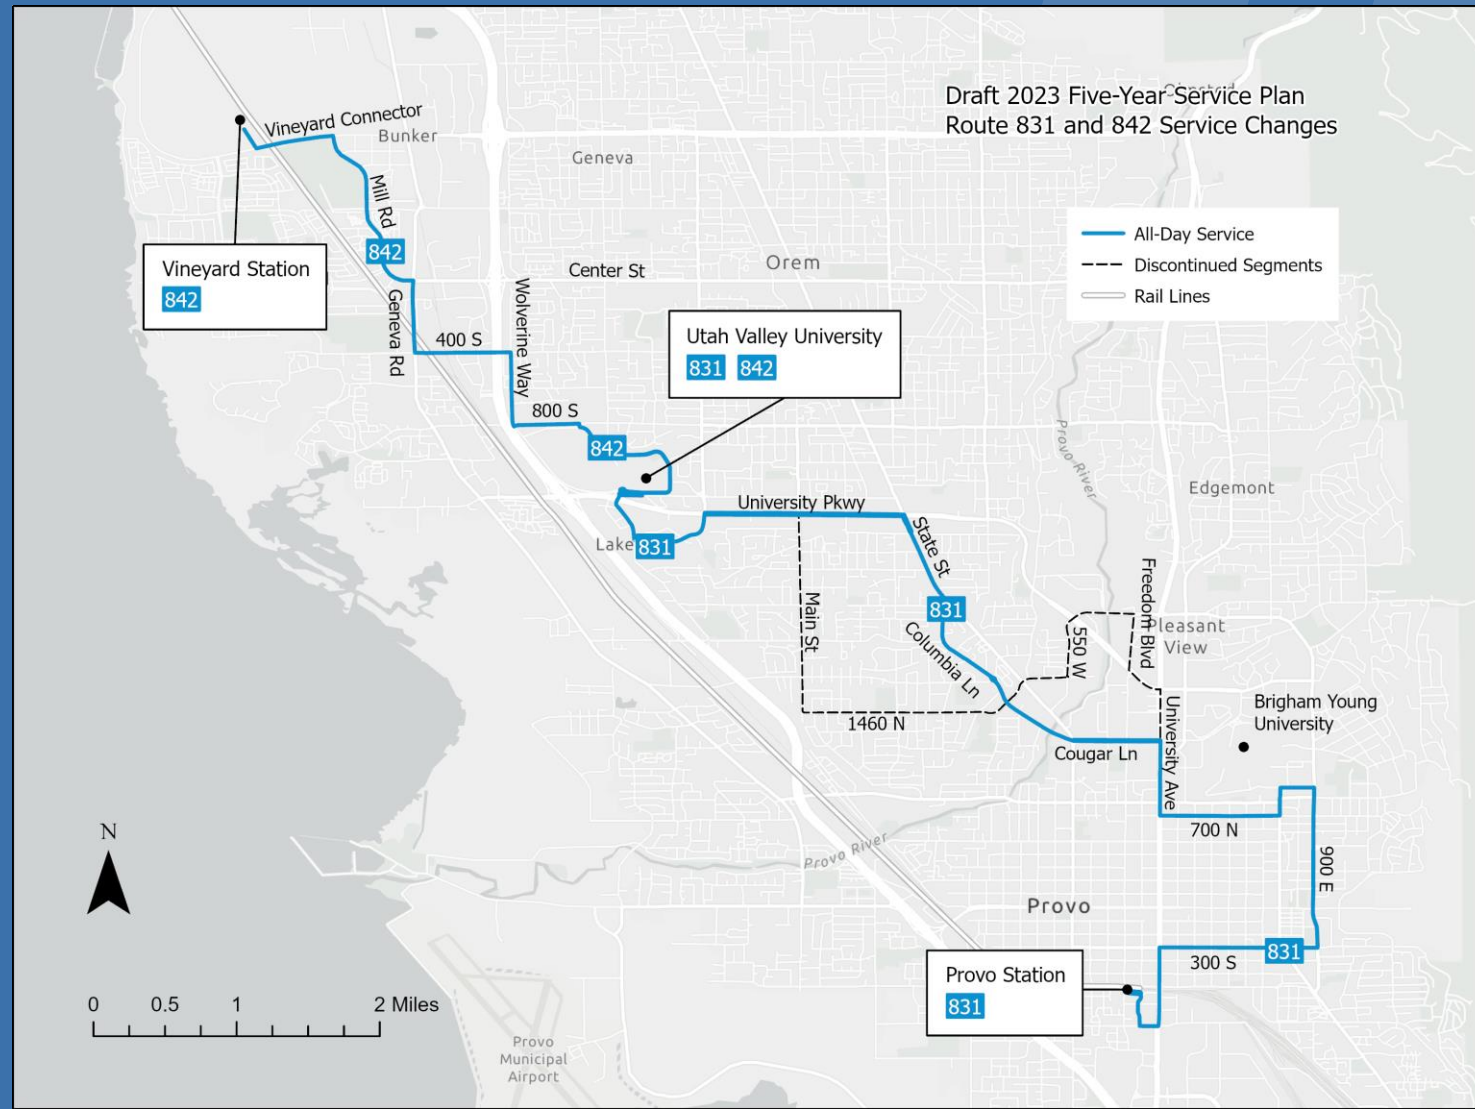 Draft 2023 Five-Year Service Plan
Route 831 and 842 Service Changes
All-Day Service
Discontinued Segments
Rail Lines
Vineyard Connector
Bunker
Geneva
Mill Rd
842
Vineyard Station
842
Center St
Orem
Geneva Rd
Wolverine Way
400 S
Utah Valley University
831 842
800 S
842
Provo River
Edgemont
University Pkwy
Lake
831
State St
Main St
831
Columbia Ln
550 W
Freedom Blvd
Pleasant
View
1460 N
University Ave
Brigham Young
University
Cougar Ln
700 N
Provo River
900 E
Provo
300 S
831
Provo Station
831
N
0 0.5 1 2 Miles
Provo
Municipal
Airport